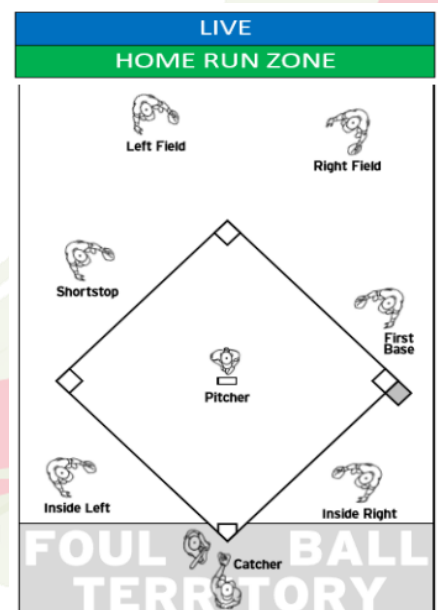 LIVE
HOME RUN ZONE
Left Field
Right Field
Shortstop
First
Base
Pitcher
Inside Left
Inside Right
FOUL BALL
Catcher
TERRITORY